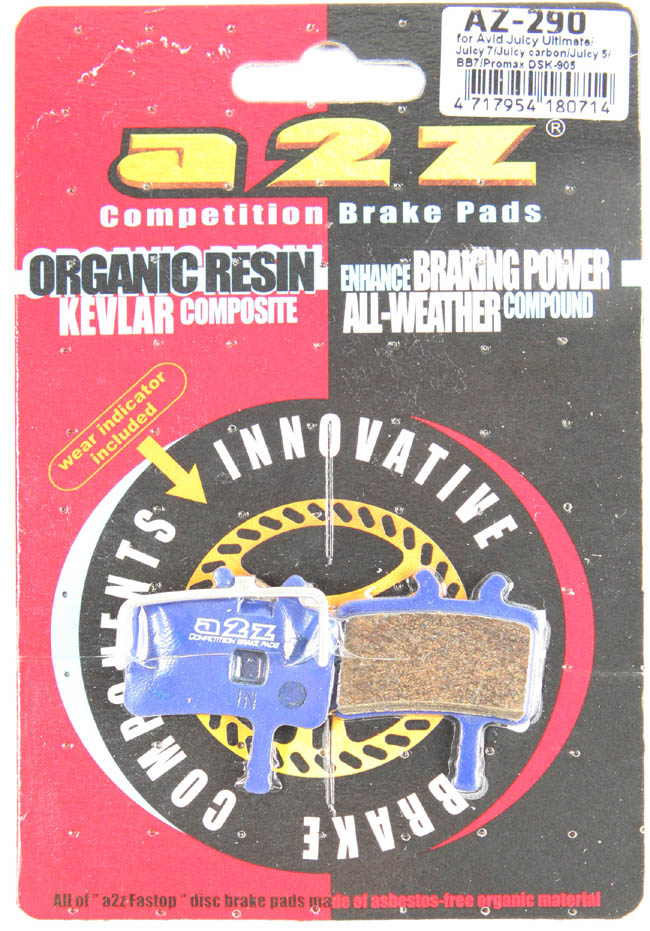 AZ-290
for Avid Juicy Ultimate/
Juicy 7/Juicy carbon/Juicy 5/
BB7/Promax DSK-905
4 717954 180714
a2z®
Competition Brake Pads
ORGANIC RESIN
KEVLAR COMPOSITE
ENHANCE BRAKING POWER
ALL-WEATHER COMPOUND
wear indicator
included
INNOVATIVE
BRAKE
COMPONENTS
a2z
COMPETITION BRAKE PADS
IN
All of " a2z Fastop " disc brake pads made of asbestos-free organic material